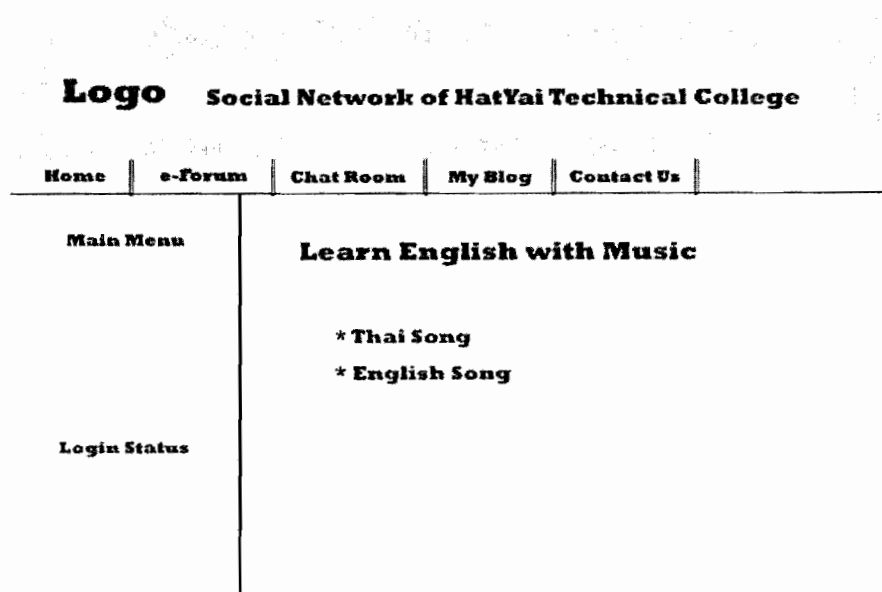 Logo Social Network of HatYai Technical College
Home e-Forum Chat Room My Blog Contact Us
Main Menu
Learn English with Music
* Thai Song
* English Song
Login Status